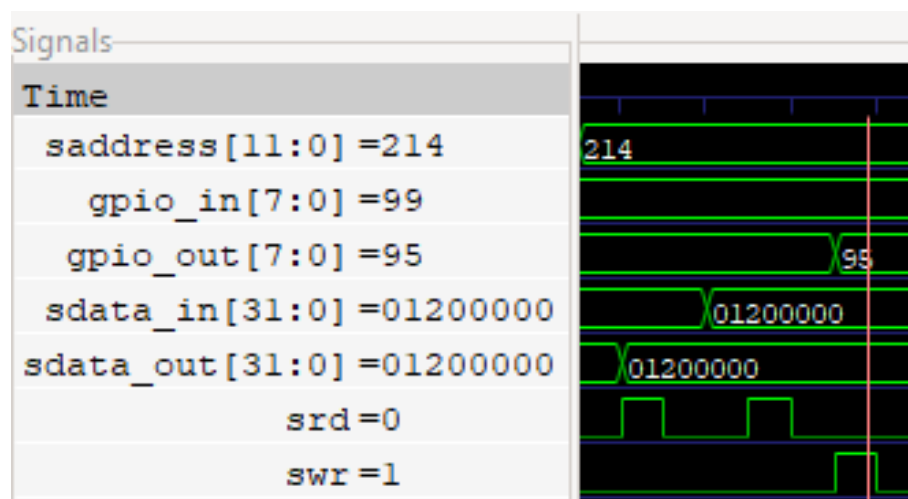 Signals
Time
saddress[11:0]=214
214
gpio_in[7:0]=99
gpio_out[7:0]=95
95
sdata_in[31:0]=01200000
01200000
sdata_out[31:0]=01200000
01200000
srd=0
swr=1